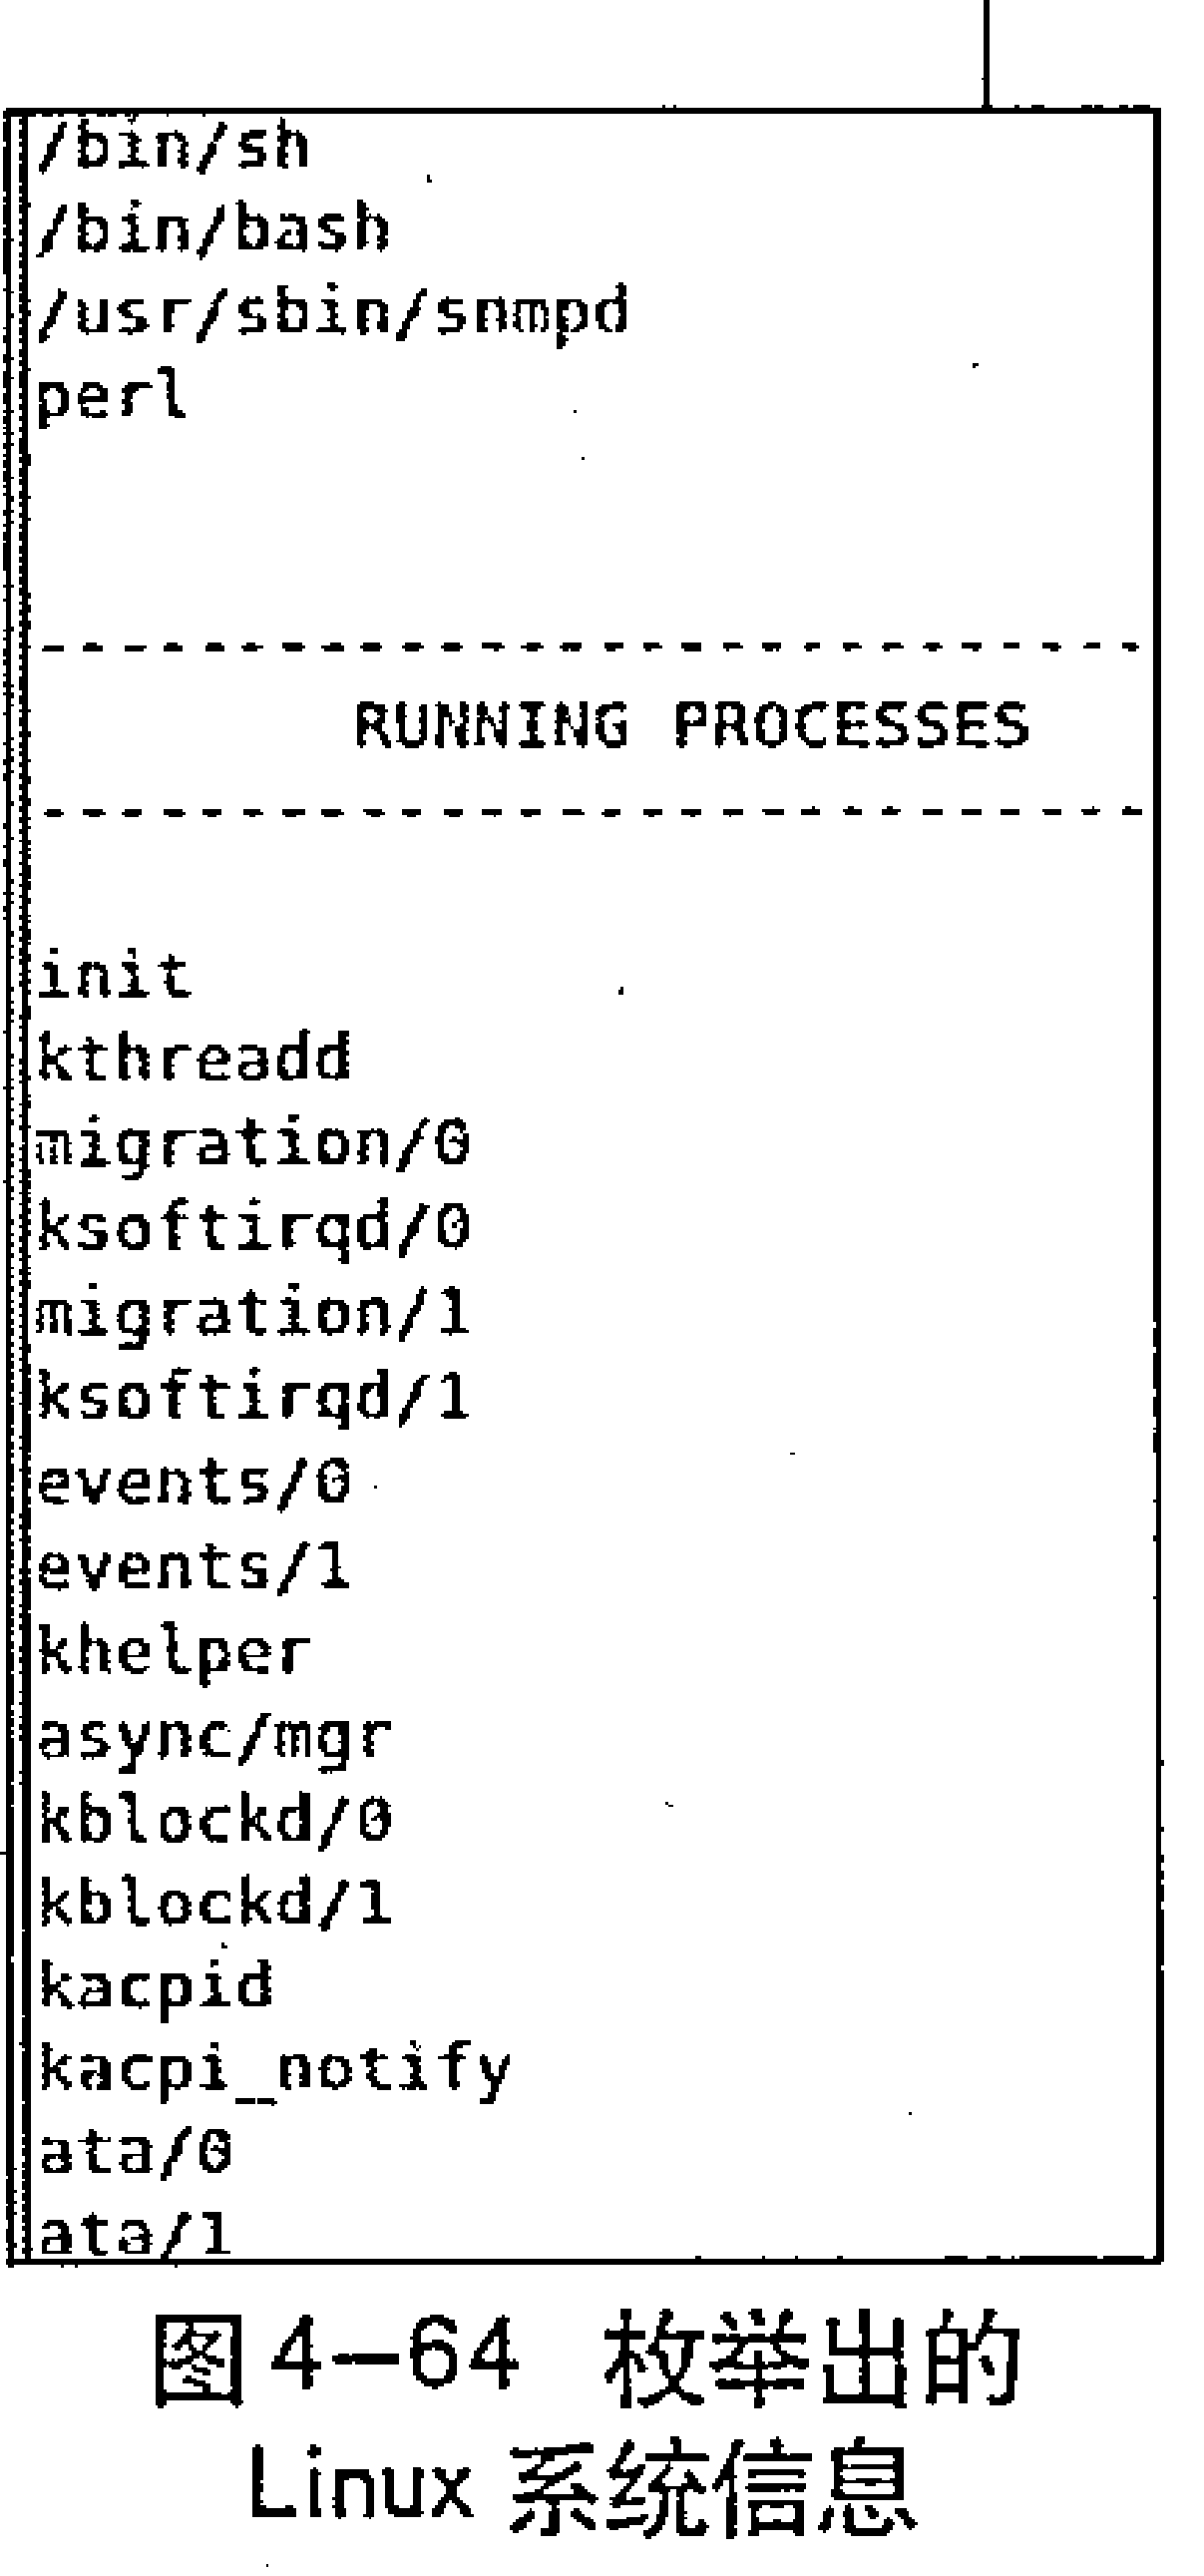 /bin/sh
/bin/bash
/usr/sbin/snmpd
perl
----------------------------
RUNNING PROCESSES
----------------------------
init
kthreadd
migration/0
ksoftirqd/0
migration/1
ksoftirqd/1
events/0
events/1
khelper
async/mgr
kblockd/0
kblockd/1
kacpid
kacpi_notify
ata/0
ata/1
图4-64 枚举出的
Linux 系统信息